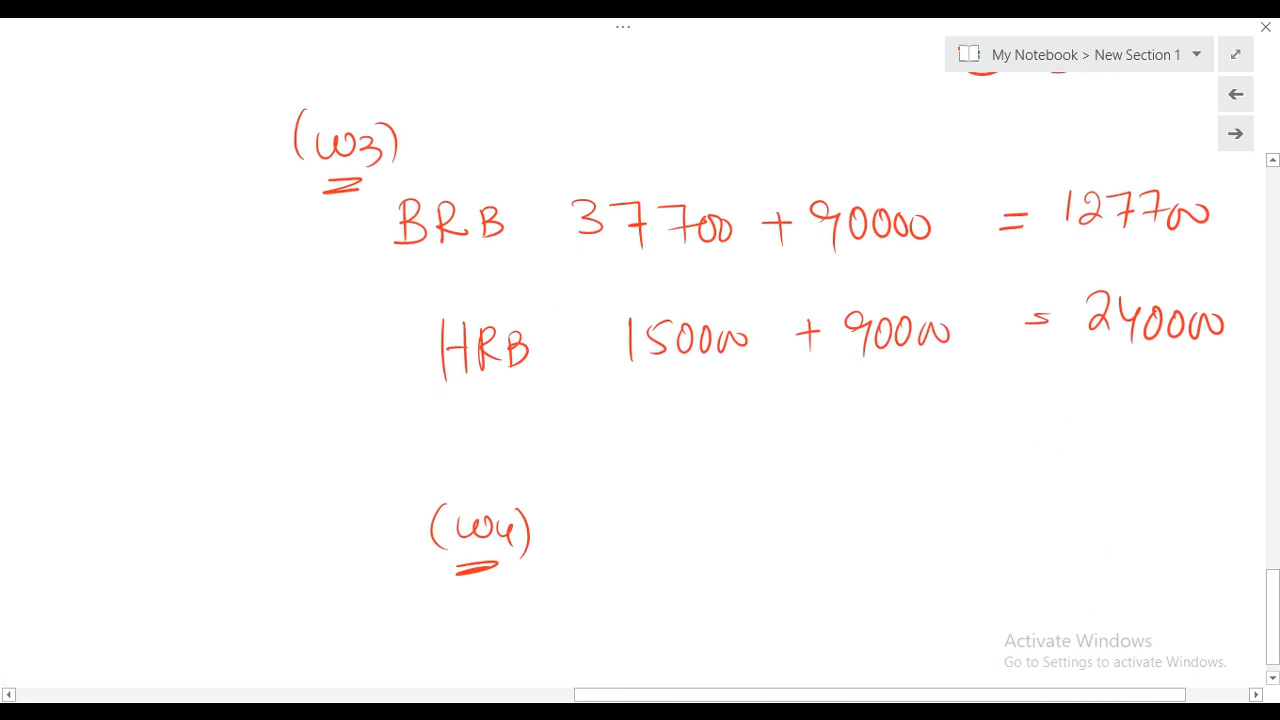 ...
My Notebook > New Section 1
(W3)
BRB 37700 + 90000 = 127700
HRB 150000 + 90000 = 240000
(W4)
Activate Windows
Go to Settings to activate Windows.